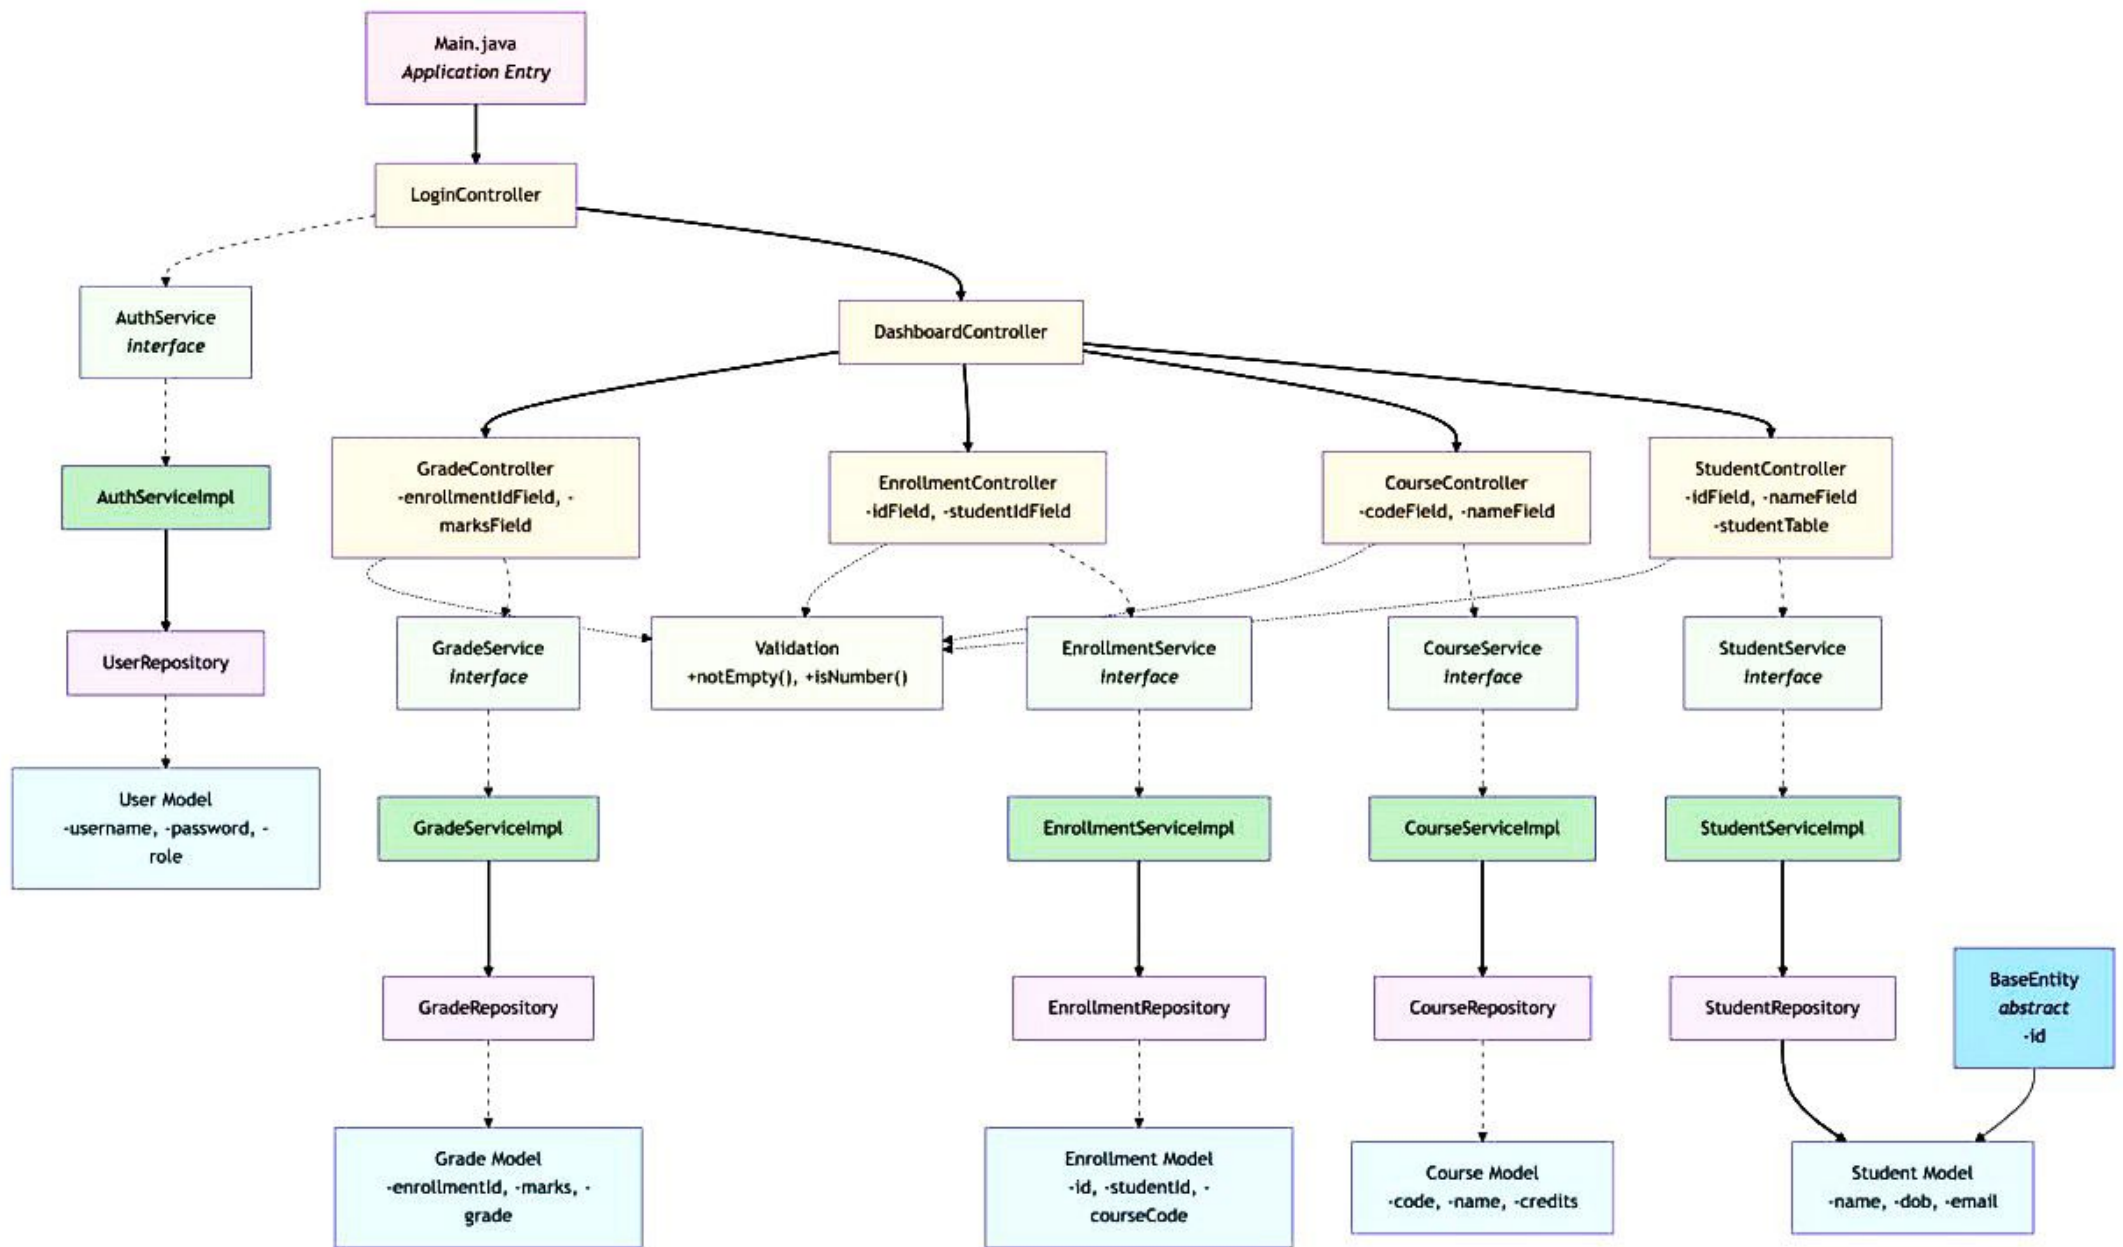 Main.java
Application Entry
LoginController
AuthService
interface
DashboardController
AuthServiceImpl
GradeController
-enrollmentIdField, -
marksField
EnrollmentController
-idField, -studentIdField
CourseController
-codeField, -nameField
StudentController
-idField, -nameField
-studentTable
UserRepository
GradeService
interface
Validation
+notEmpty(), +isNumber()
EnrollmentService
interface
CourseService
interface
StudentService
interface
User Model
-username, -password, -
role
GradeServiceImpl
EnrollmentServiceImpl
CourseServiceImpl
StudentServiceImpl
GradeRepository
EnrollmentRepository
CourseRepository
StudentRepository
BaseEntity
abstract
-id
Grade Model
-enrollmentId, -marks, -
grade
Enrollment Model
-id, -studentId, -
courseCode
Course Model
-code, -name, -credits
Student Model
-name, -dob, -email